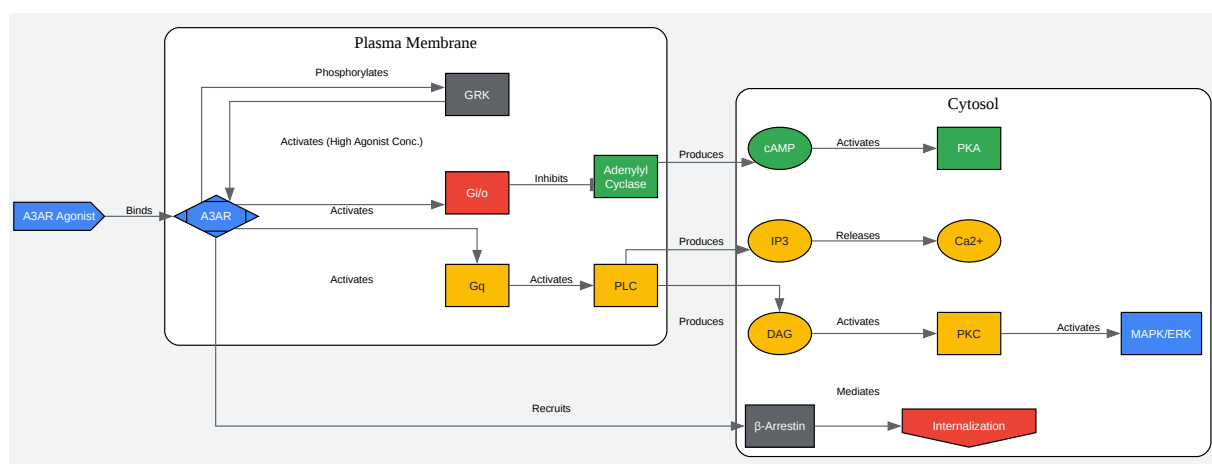 Plasma Membrane
Phosphorylates
GRK
Cytosol
Activates (High Agonist Conc.)
Adenylyl
Cyclase
Produces
cAMP
Activates
PKA
Inhibits
Gi/o
A3AR Agonist
Binds
A3AR
Activates
Produces
IP3
Releases
Ca2+
Activates
Gq
Activates
PLC
Produces
DAG
Activates
PKC
Activates
MAPK/ERK
Recruits
Mediates
β-Arrestin
Internalization